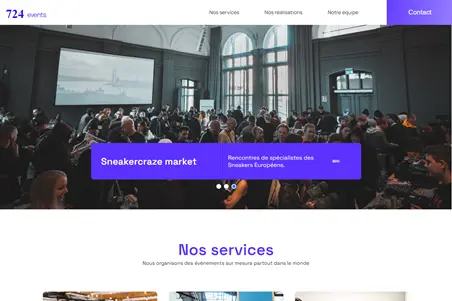 724 events
Nos services
Nos réalisations
Notre équipe
Contact
Sneakercraze market
Rencontres de spécialistes des
Sneakers Européens.
Nos services
Nous organisons des événements sur mesure partout dans le monde